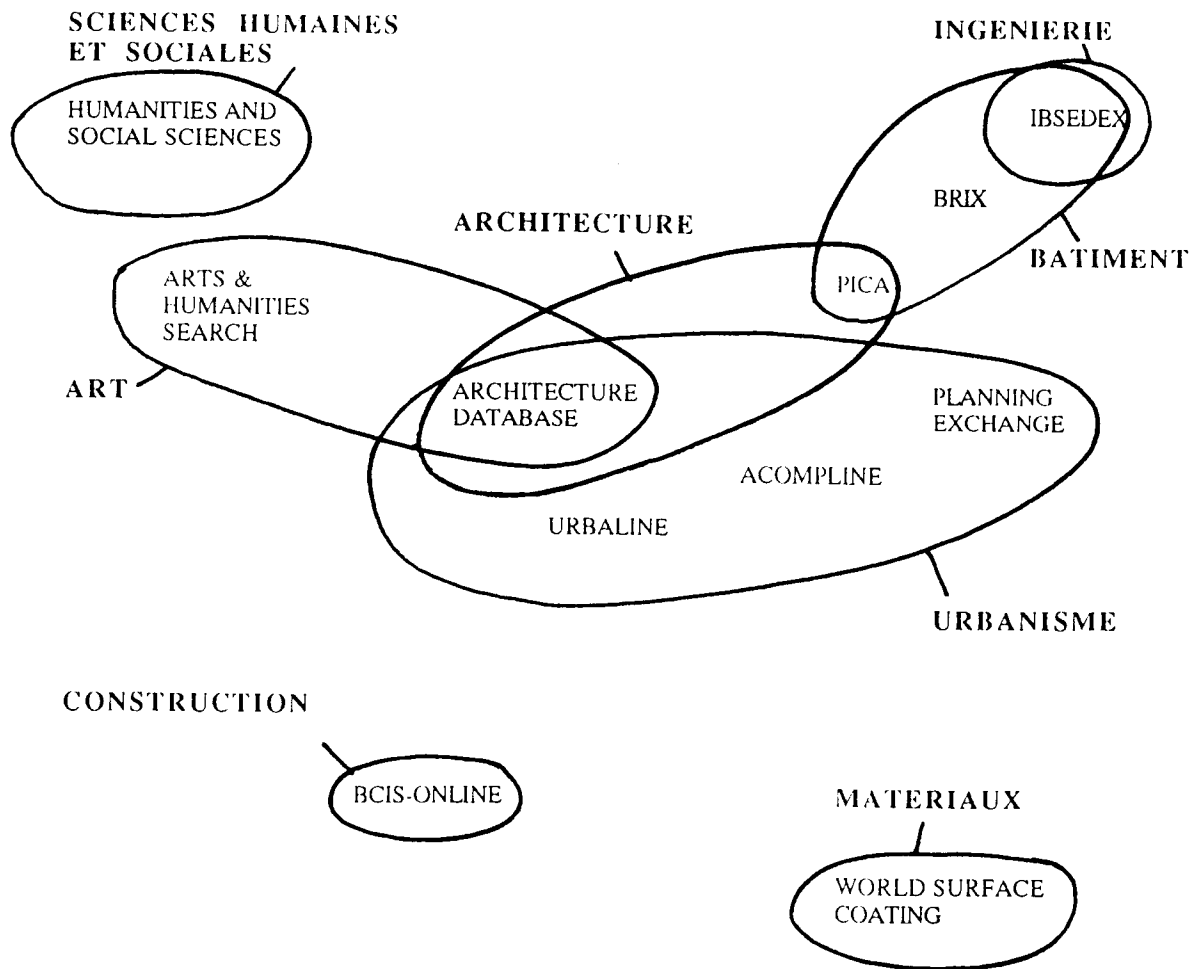 SCIENCES HUMAINES
ET SOCIALES
HUMANITIES AND
SOCIAL SCIENCES
INGENIERIE
IBSEDEX
BRIX
BATIMENT
ARCHITECTURE
PICA
ARTS &
HUMANITIES
SEARCH
ART
ARCHITECTURE
DATABASE
PLANNING
EXCHANGE
ACOMPLINE
URBALINE
URBANISME
CONSTRUCTION
BCIS-ONLINE
MATERIAUX
WORLD SURFACE
COATING